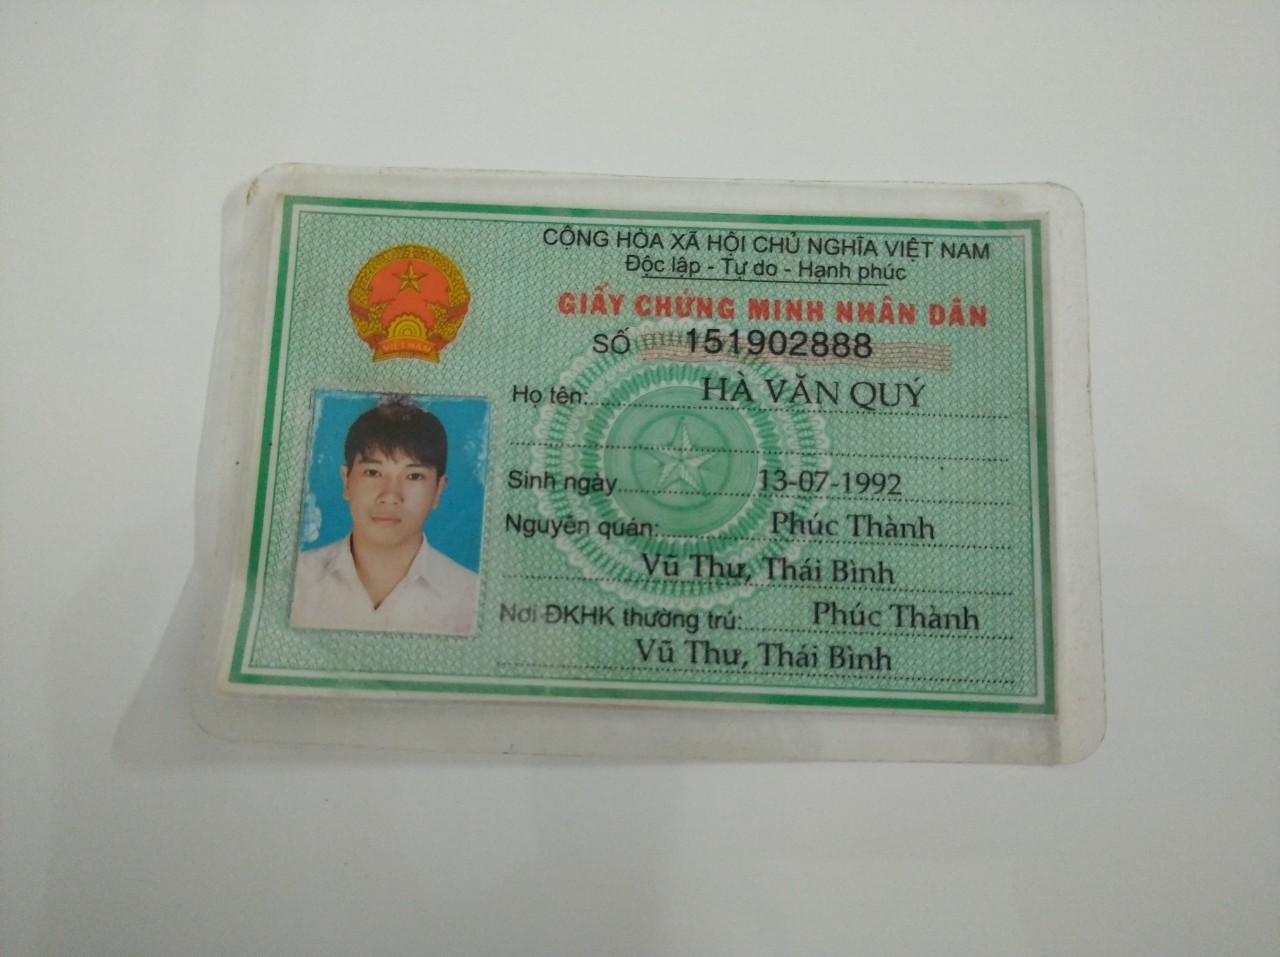 CỘNG HÒA XÃ HỘI CHỦ NGHĨA VIỆT NAM
Độc lập - Tự do - Hạnh phúc
GIẤY CHỨNG MINH NHÂN DÂN
SỐ 151902888
VIỆT NAM
Họ tên: HÀ VĂN QUÝ
Sinh ngày 13-07-1992
Nguyên quán: Phúc Thành
Vũ Thư, Thái Bình
Nơi ĐKHK thường trú: Phúc Thành
Vũ Thư, Thái Bình